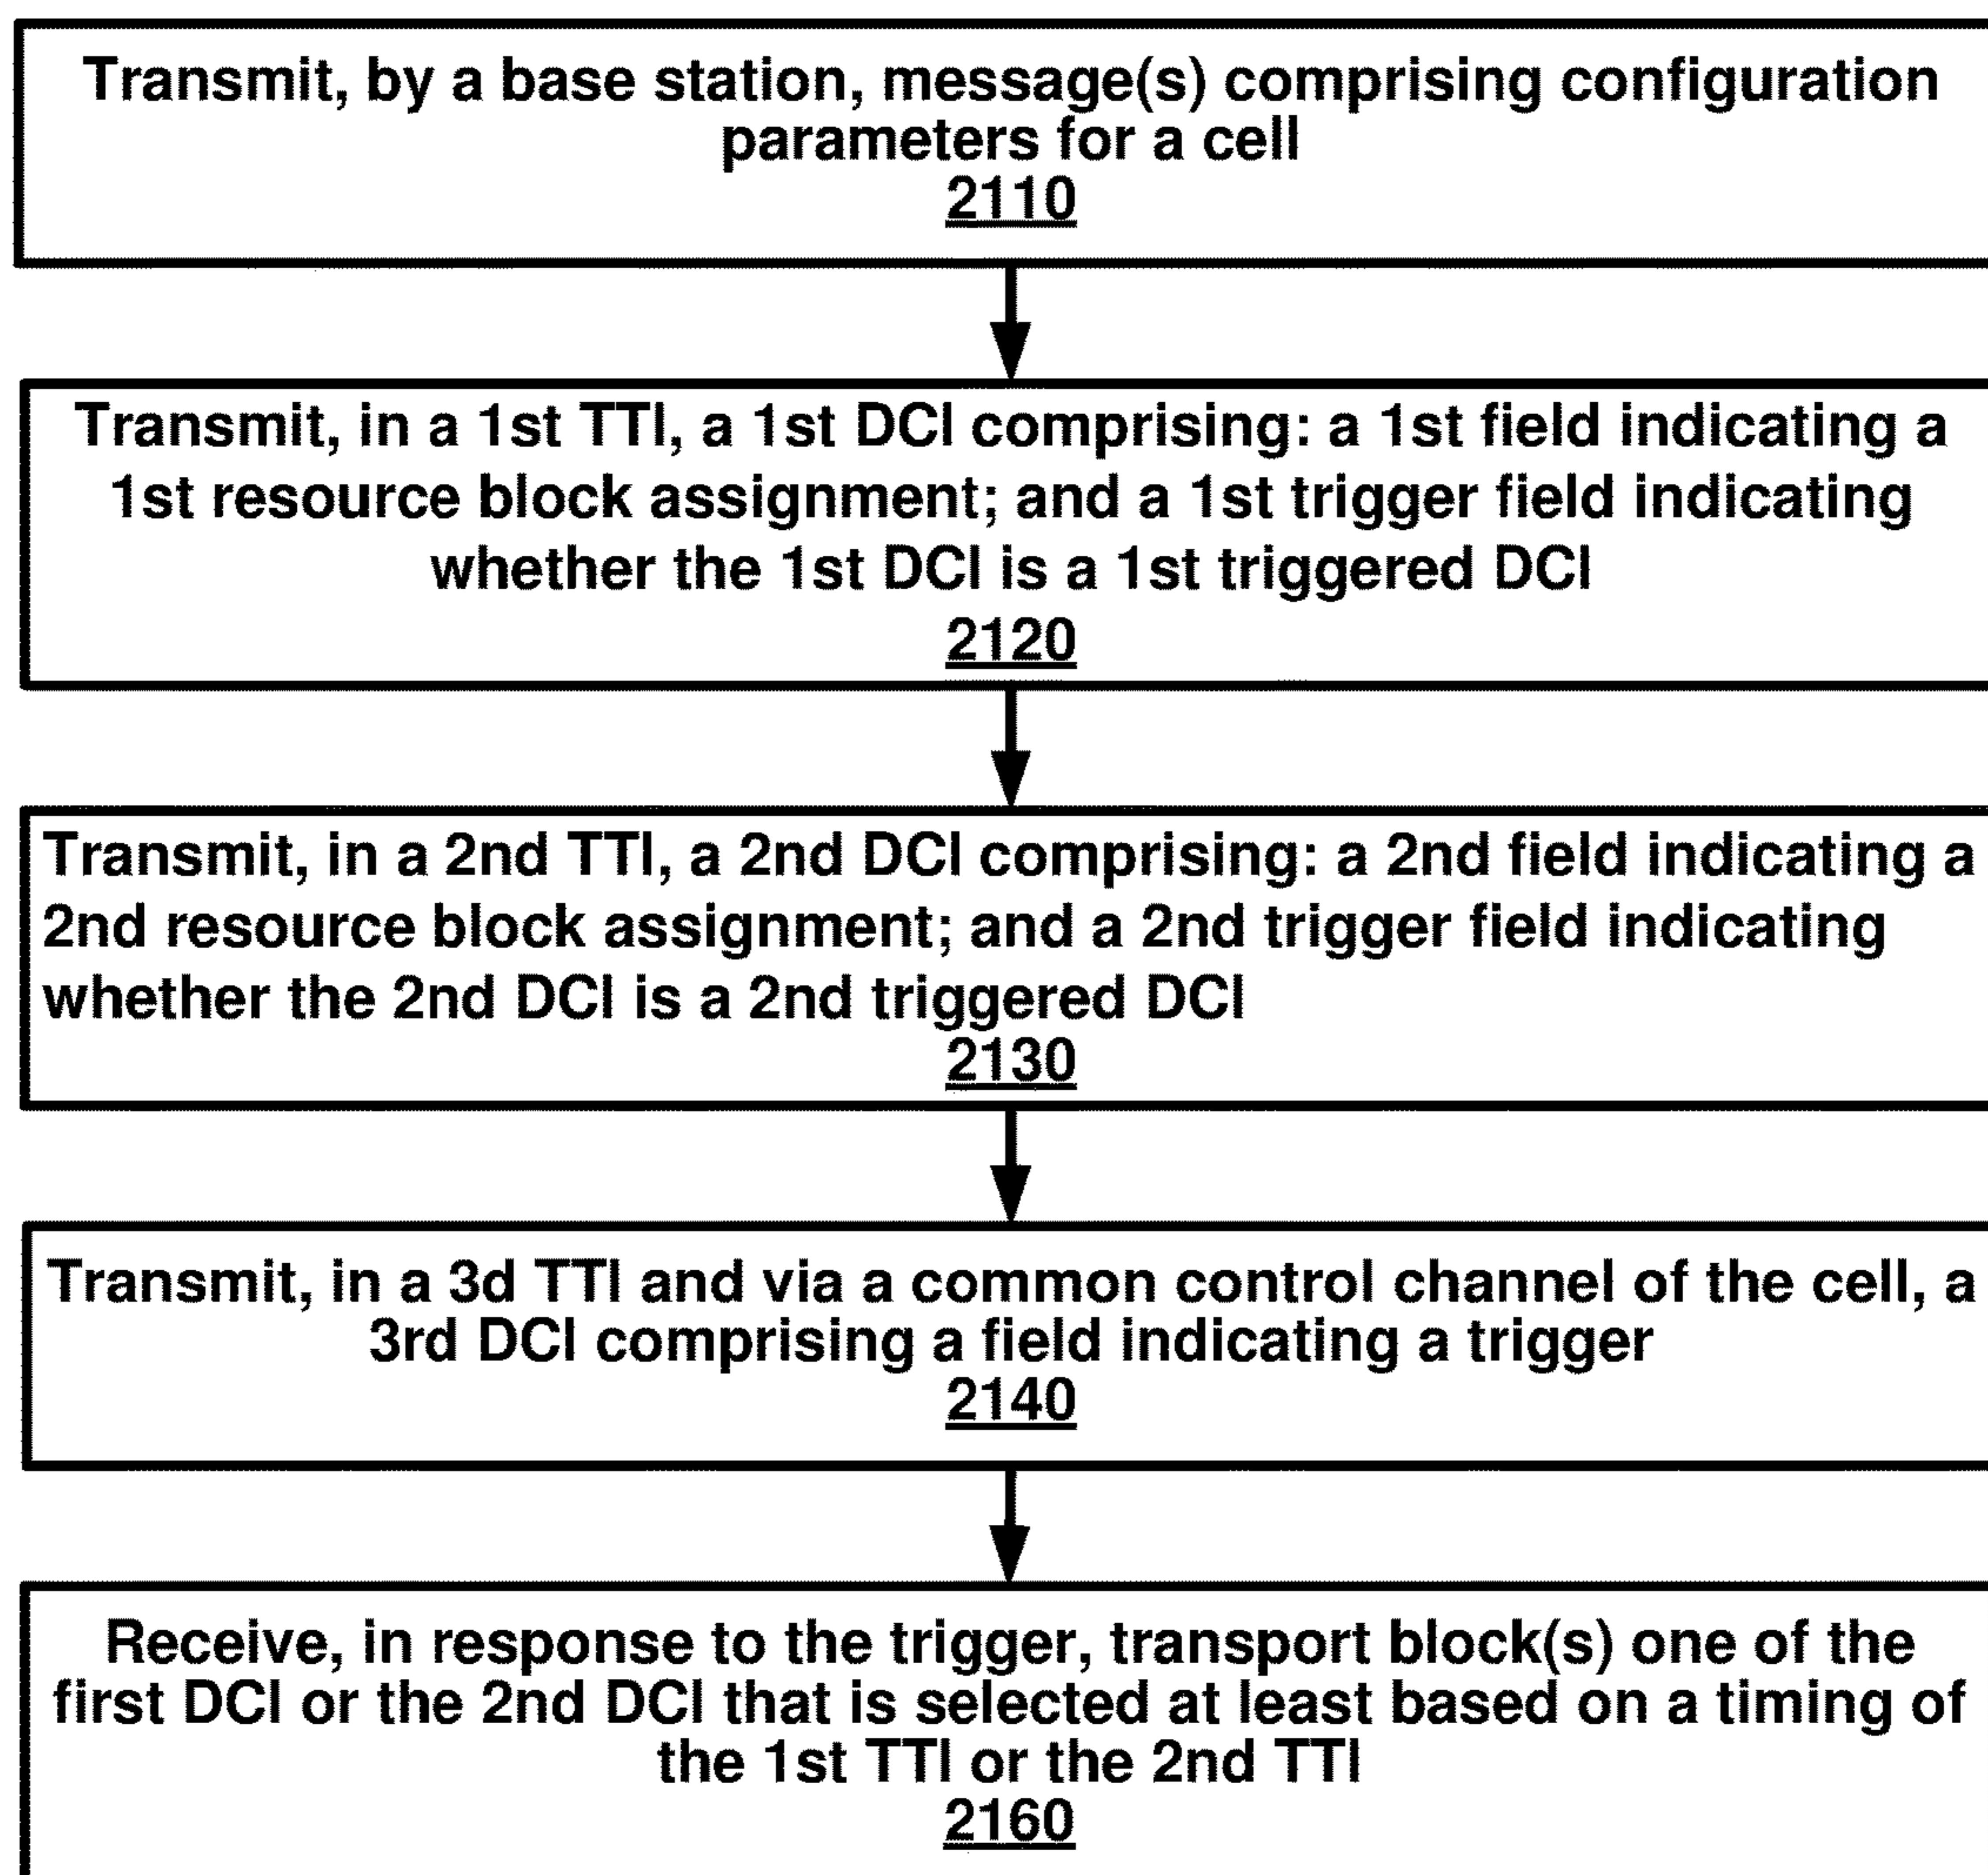 Transmit, by a base station, message(s) comprising configuration
parameters for a cell
2110
Transmit, in a 1st TTI, a 1st DCI comprising: a 1st field indicating a
1st resource block assignment; and a 1st trigger field indicating
whether the 1st DCI is a 1st triggered DCI
2120
Transmit, in a 2nd TTI, a 2nd DCI comprising: a 2nd field indicating a
2nd resource block assignment; and a 2nd trigger field indicating
whether the 2nd DCI is a 2nd triggered DCI
2130
Transmit, in a 3d TTI and via a common control channel of the cell, a
3rd DCI comprising a field indicating a trigger
2140
Receive, in response to the trigger, transport block(s) one of the
first DCI or the 2nd DCI that is selected at least based on a timing of
the 1st TTI or the 2nd TTI
2160